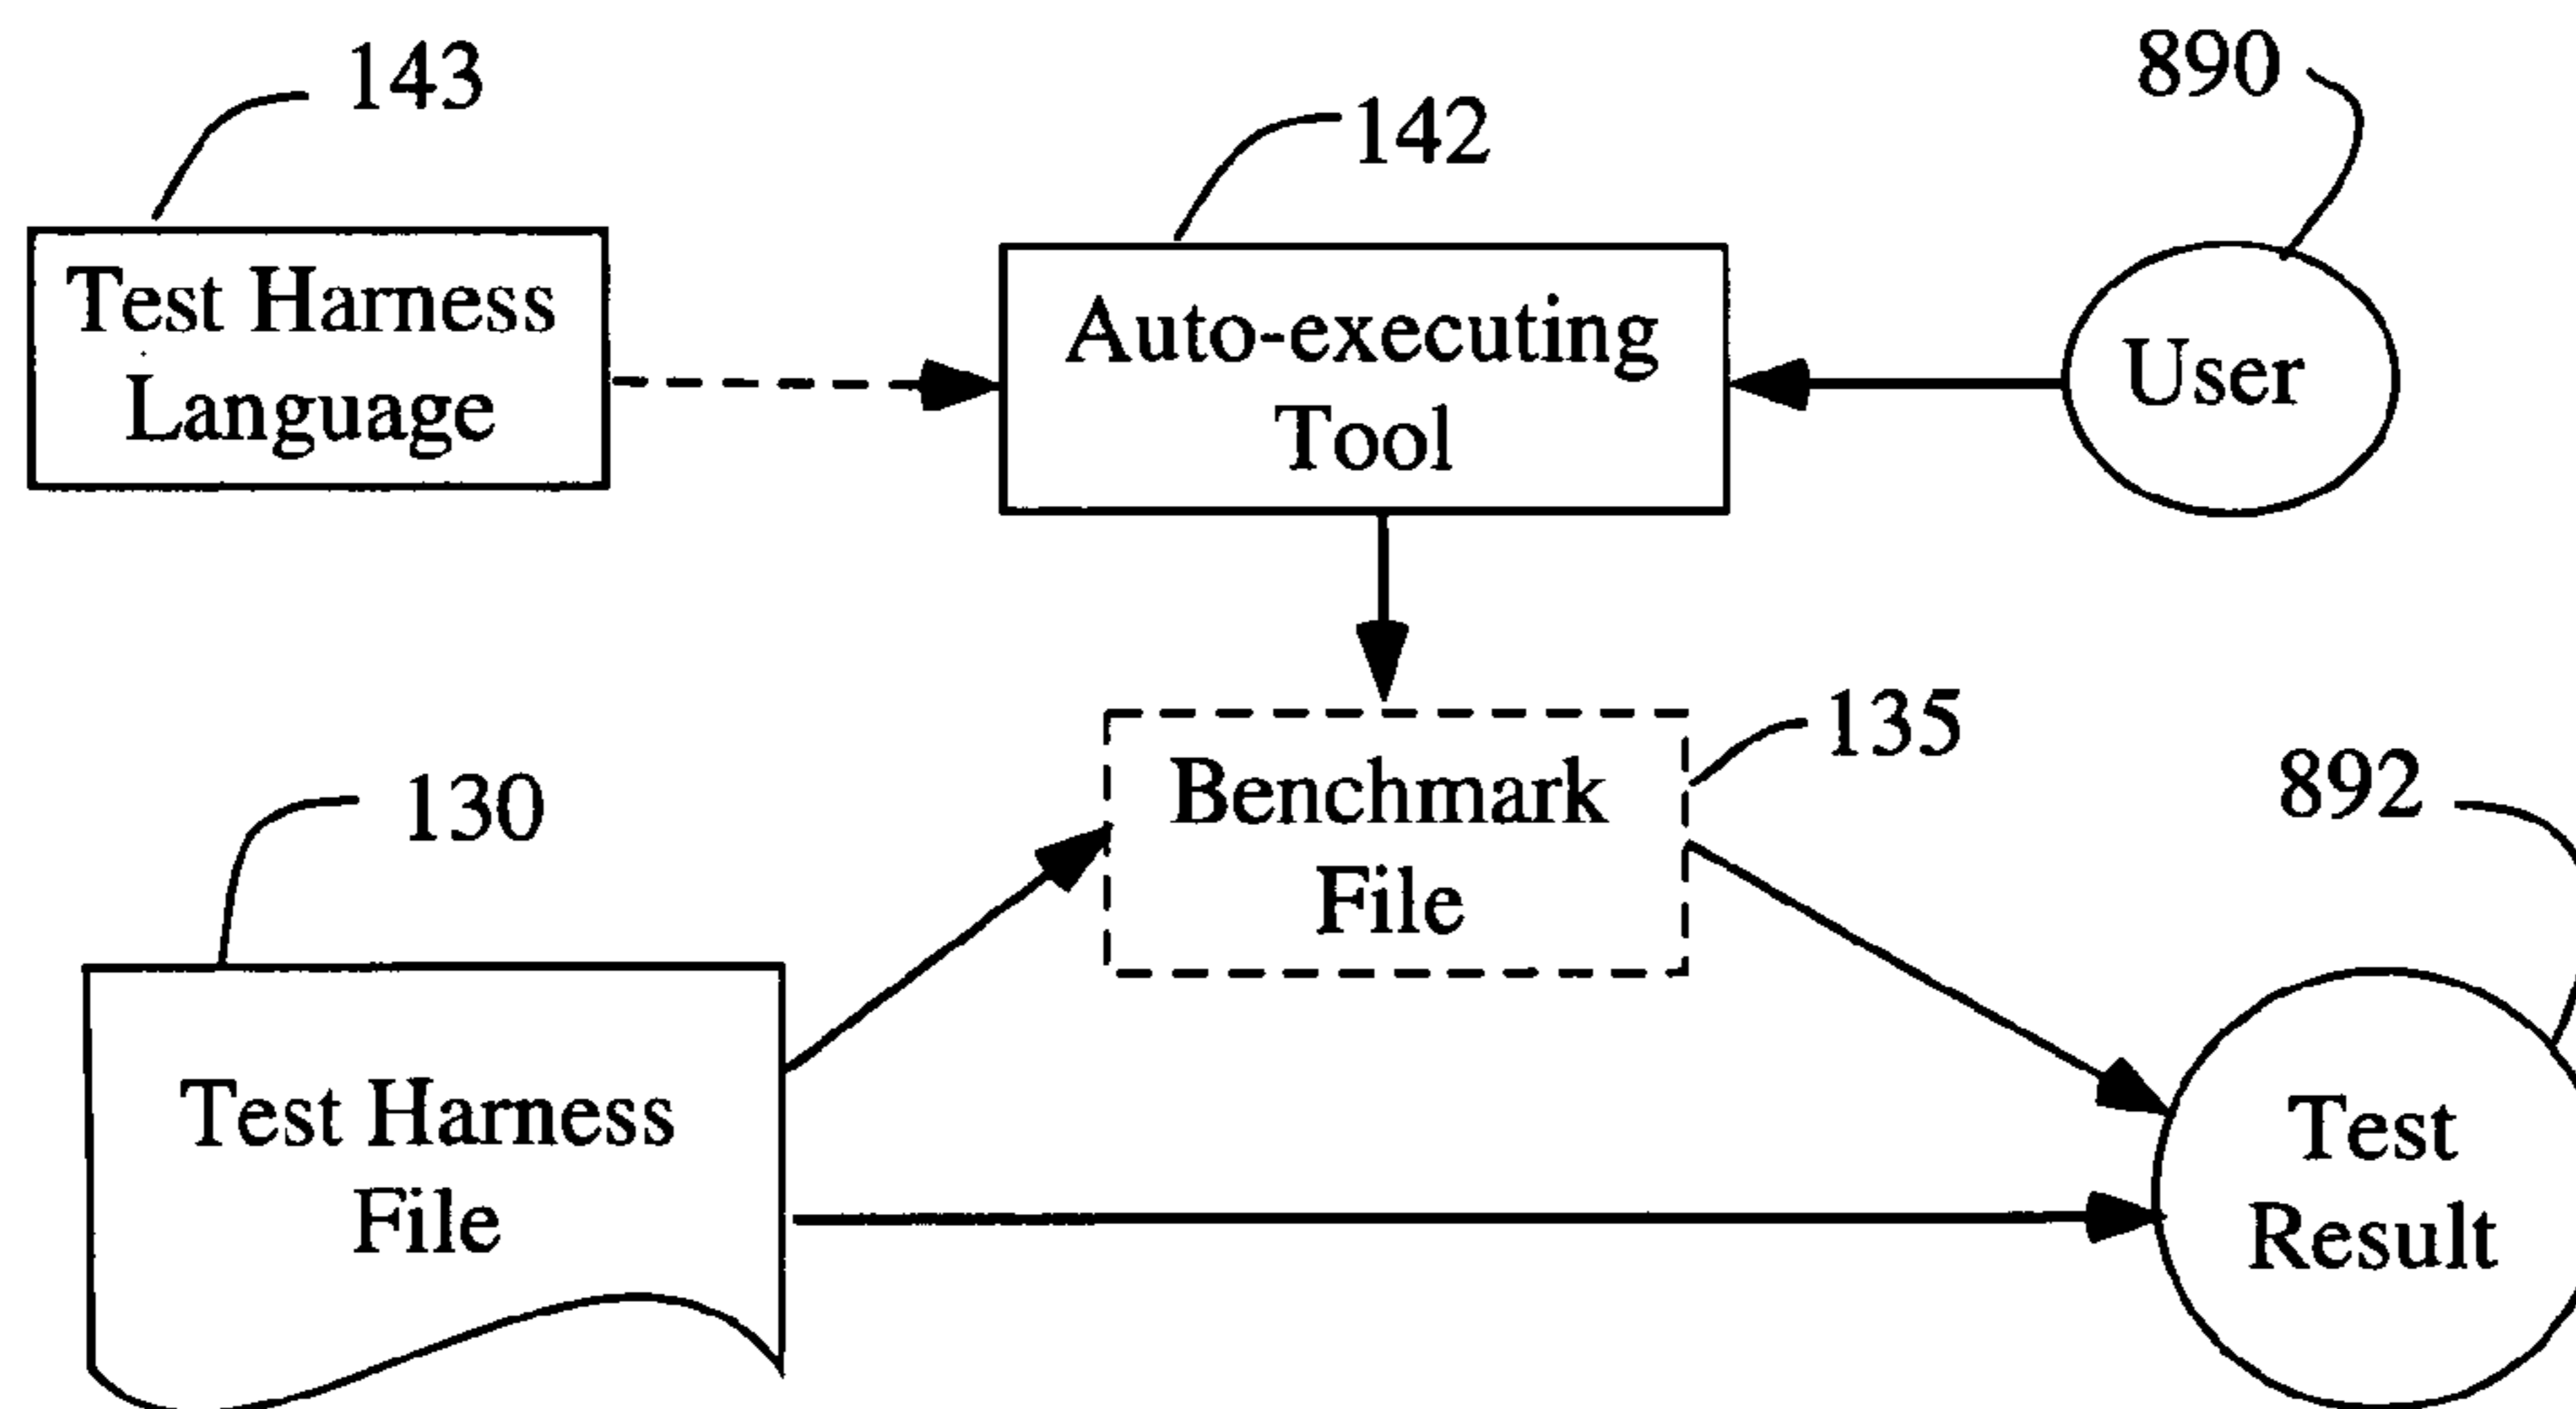 143
890
142
Test Harness
Language
Auto-executing
Tool
User
135
Benchmark
File
892
130
Test Harness
File
Test
Result